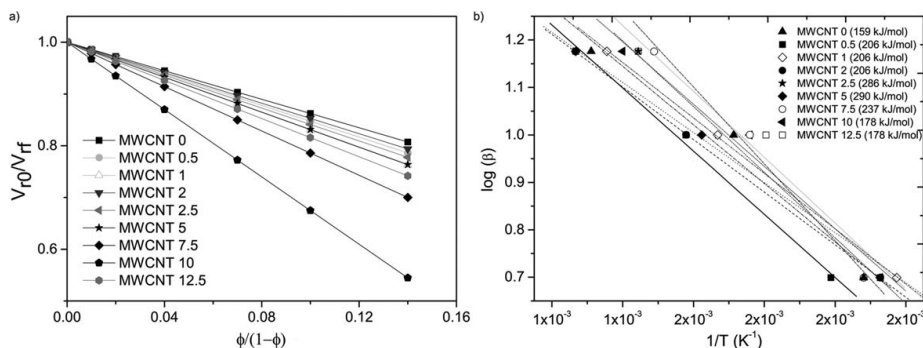 a)
1.0
0.8
0.6
V_r0/V_rf
MWCNT 0
MWCNT 0.5
MWCNT 1
MWCNT 2
MWCNT 2.5
MWCNT 5
MWCNT 7.5
MWCNT 10
MWCNT 12.5
0.00 0.04 0.08 0.12 0.16
ϕ/(1−ϕ)
b)
1.2
1.1
1.0
0.9
0.8
0.7
log (β)
MWCNT 0 (159 kJ/mol)
MWCNT 0.5 (206 kJ/mol)
MWCNT 1 (206 kJ/mol)
MWCNT 2 (206 kJ/mol)
MWCNT 2.5 (286 kJ/mol)
MWCNT 5 (290 kJ/mol)
MWCNT 7.5 (237 kJ/mol)
MWCNT 10 (178 kJ/mol)
MWCNT 12.5 (178 kJ/mol)
1x10⁻³ 1x10⁻³ 2x10⁻³ 2x10⁻³ 2x10⁻³ 2x10⁻³
1/T (K⁻¹)